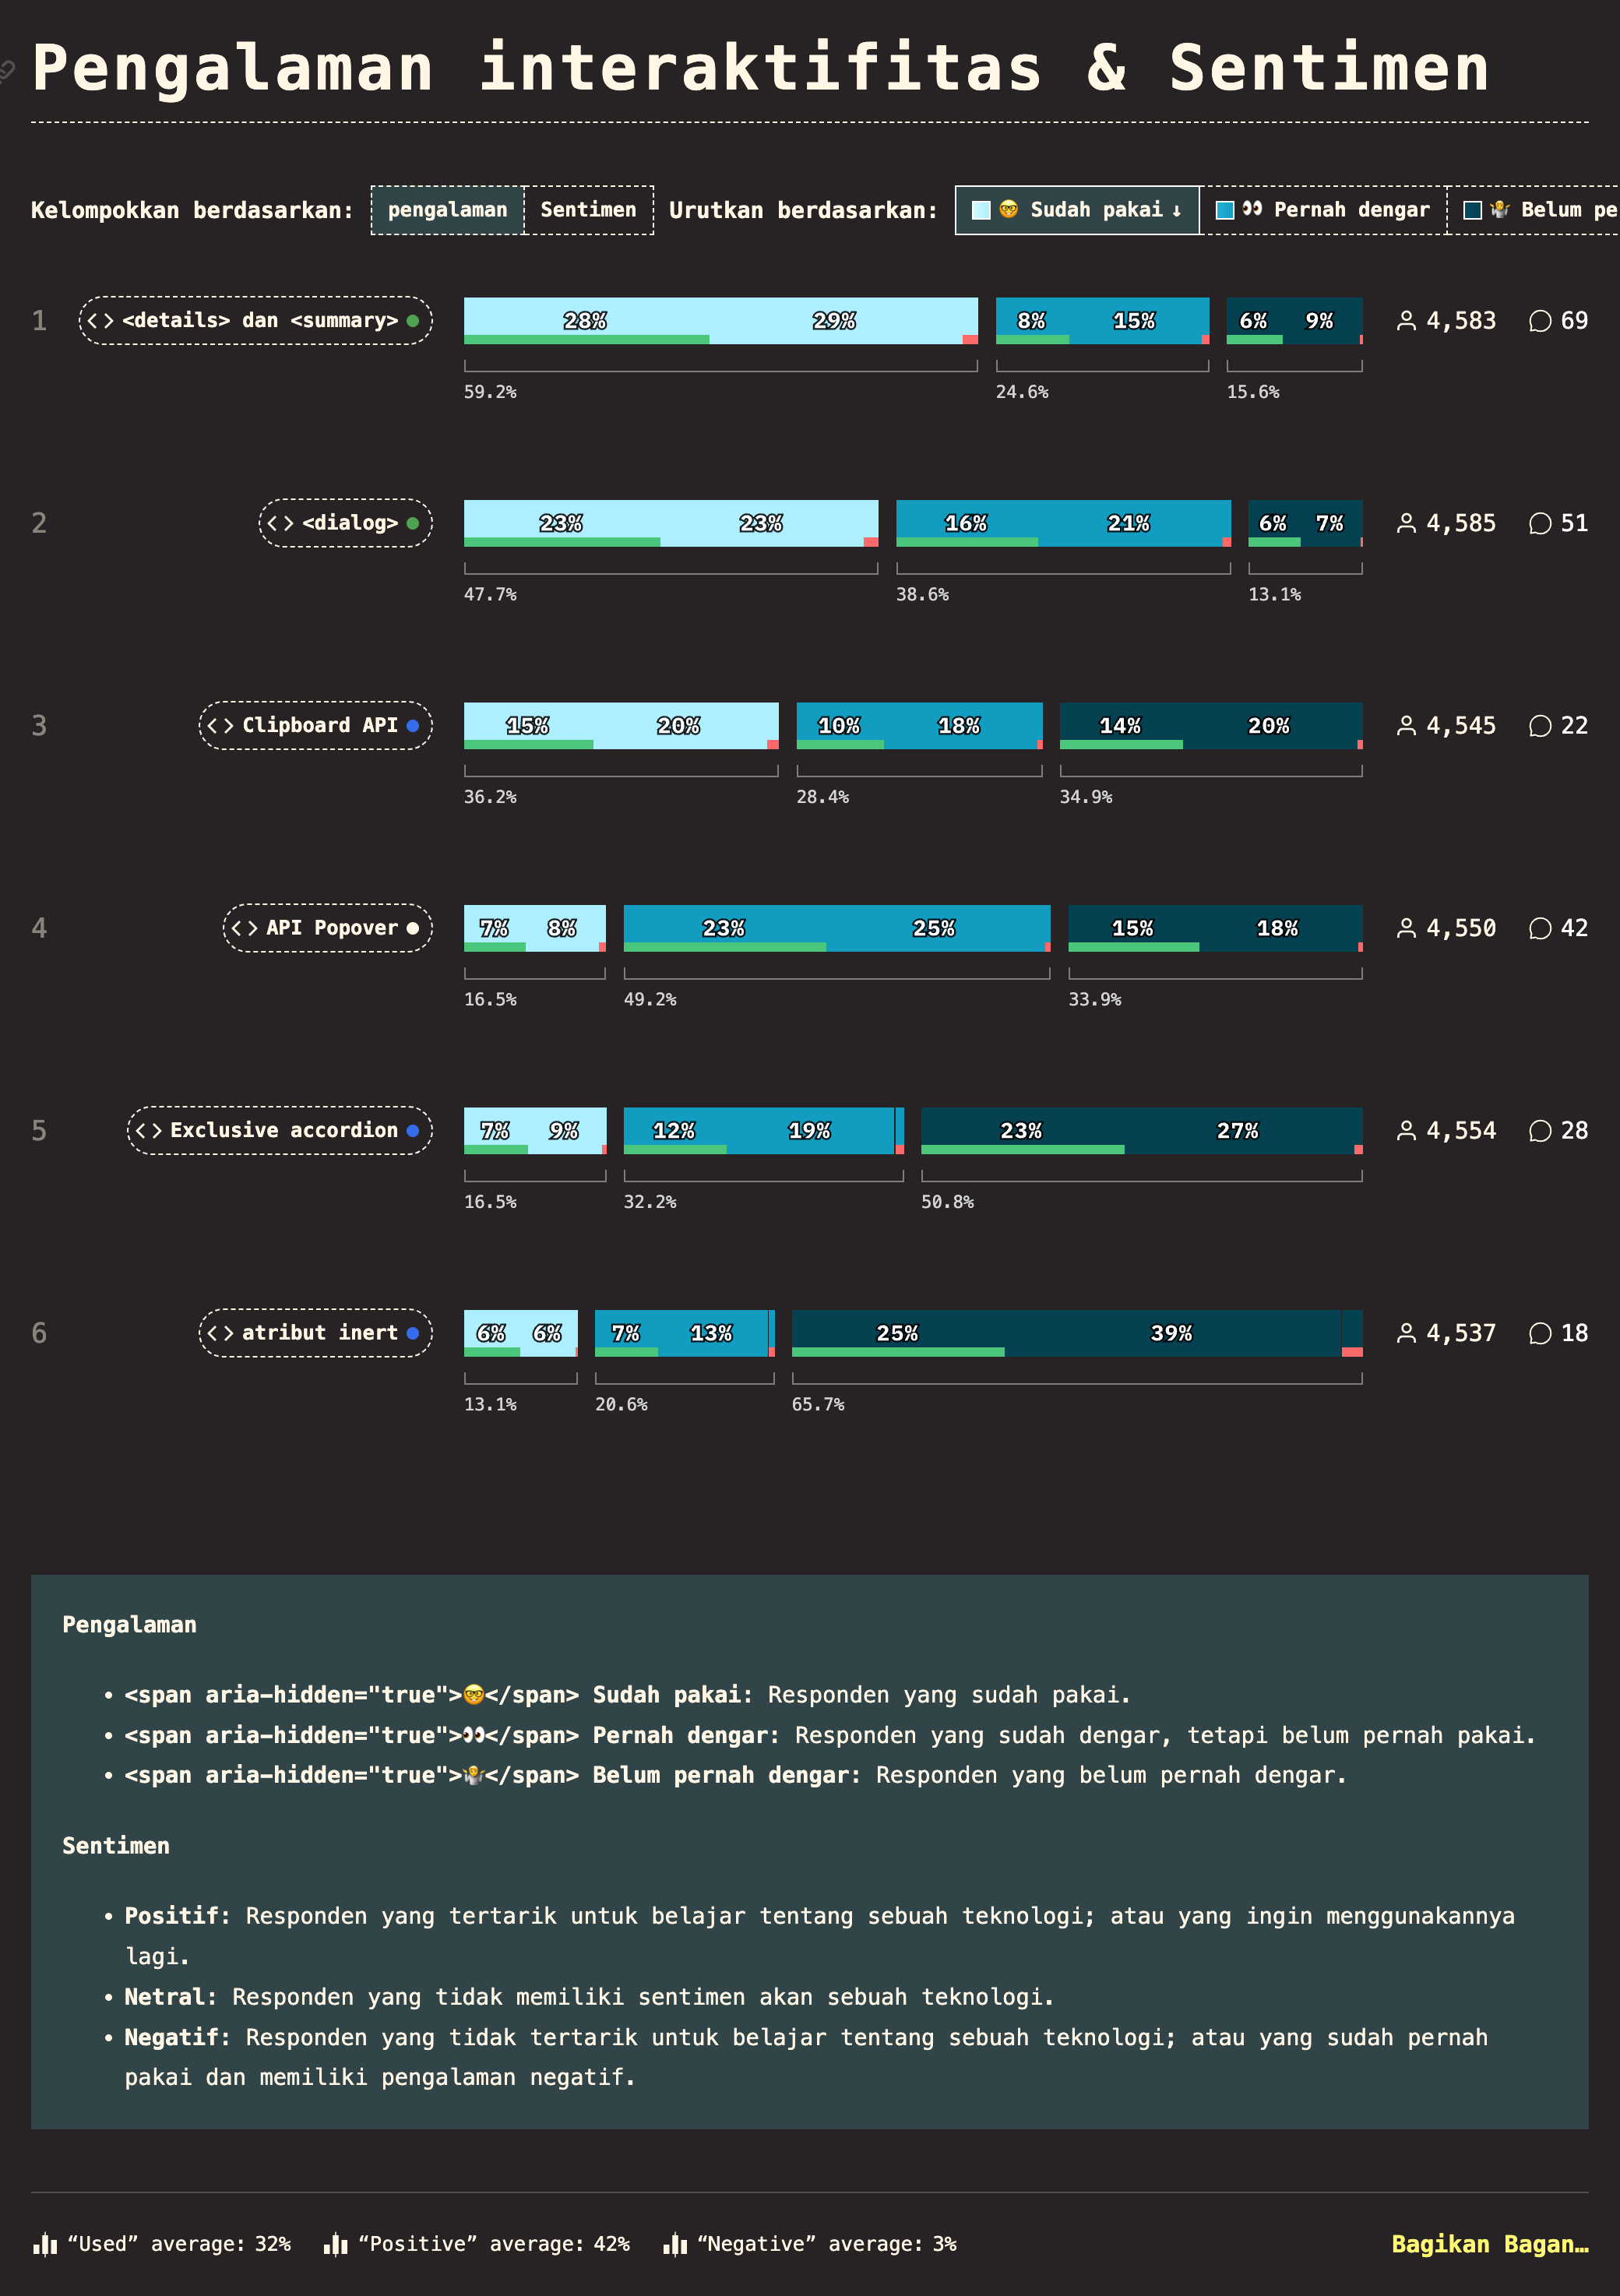 Pengalaman interaktifitas & Sentimen
Kelompokkan berdasarkan: pengalaman Sentimen Urutkan berdasarkan: 🤓 Sudah pakai ↓ 👀 Pernah dengar 🤷 Belum pe
1 <> <details> dan <summary> 28% 29% 8% 15% 6% 9% 4,583 69
59.2% 24.6% 15.6%
2 <> <dialog> 23% 23% 16% 21% 6% 7% 4,585 51
47.7% 38.6% 13.1%
3 <> Clipboard API 15% 20% 10% 18% 14% 20% 4,545 22
36.2% 28.4% 34.9%
4 <> API Popover 7% 8% 23% 25% 15% 18% 4,550 42
16.5% 49.2% 33.9%
5 <> Exclusive accordion 7% 9% 12% 19% 23% 27% 4,554 28
16.5% 32.2% 50.8%
6 <> atribut inert 6% 6% 7% 13% 25% 39% 4,537 18
13.1% 20.6% 65.7%
Pengalaman
• <span aria-hidden="true">🤓</span> Sudah pakai: Responden yang sudah pakai.
• <span aria-hidden="true">👀</span> Pernah dengar: Responden yang sudah dengar, tetapi belum pernah pakai.
• <span aria-hidden="true">🤷</span> Belum pernah dengar: Responden yang belum pernah dengar.
Sentimen
• Positif: Responden yang tertarik untuk belajar tentang sebuah teknologi; atau yang ingin menggunakannya
lagi.
• Netral: Responden yang tidak memiliki sentimen akan sebuah teknologi.
• Negatif: Responden yang tidak tertarik untuk belajar tentang sebuah teknologi; atau yang sudah pernah
pakai dan memiliki pengalaman negatif.
“Used” average: 32% “Positive” average: 42% “Negative” average: 3% Bagikan Bagan…